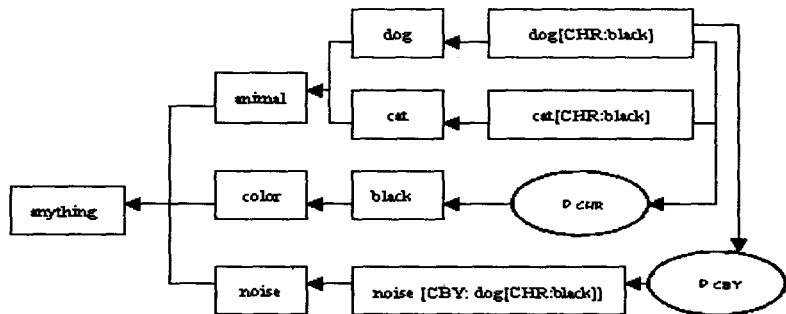 dog
dog[CHR:black]
animal
cat
cat[CHR:black]
anything
color
black
D CHR
noise
noise [CBY: dog[CHR:black]]
D CBY